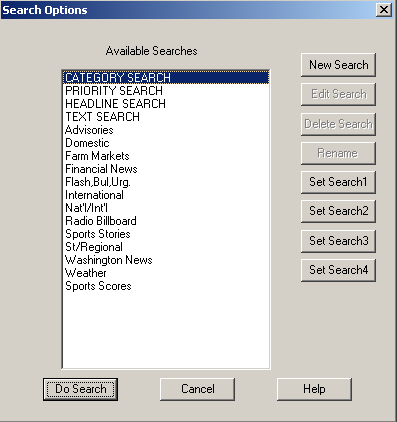 Search Options
Available Searches
CATEGORY SEARCH
PRIORITY SEARCH
HEADLINE SEARCH
TEXT SEARCH
Advisories
Domestic
Farm Markets
Financial News
Flash,Bul,Urg.
International
Nat'l/Int'l
Radio Billboard
Sports Stories
St/Regional
Washington News
Weather
Sports Scores
New Search
Edit Search
Delete Search
Rename
Set Search1
Set Search2
Set Search3
Set Search4
Do Search
Cancel
Help